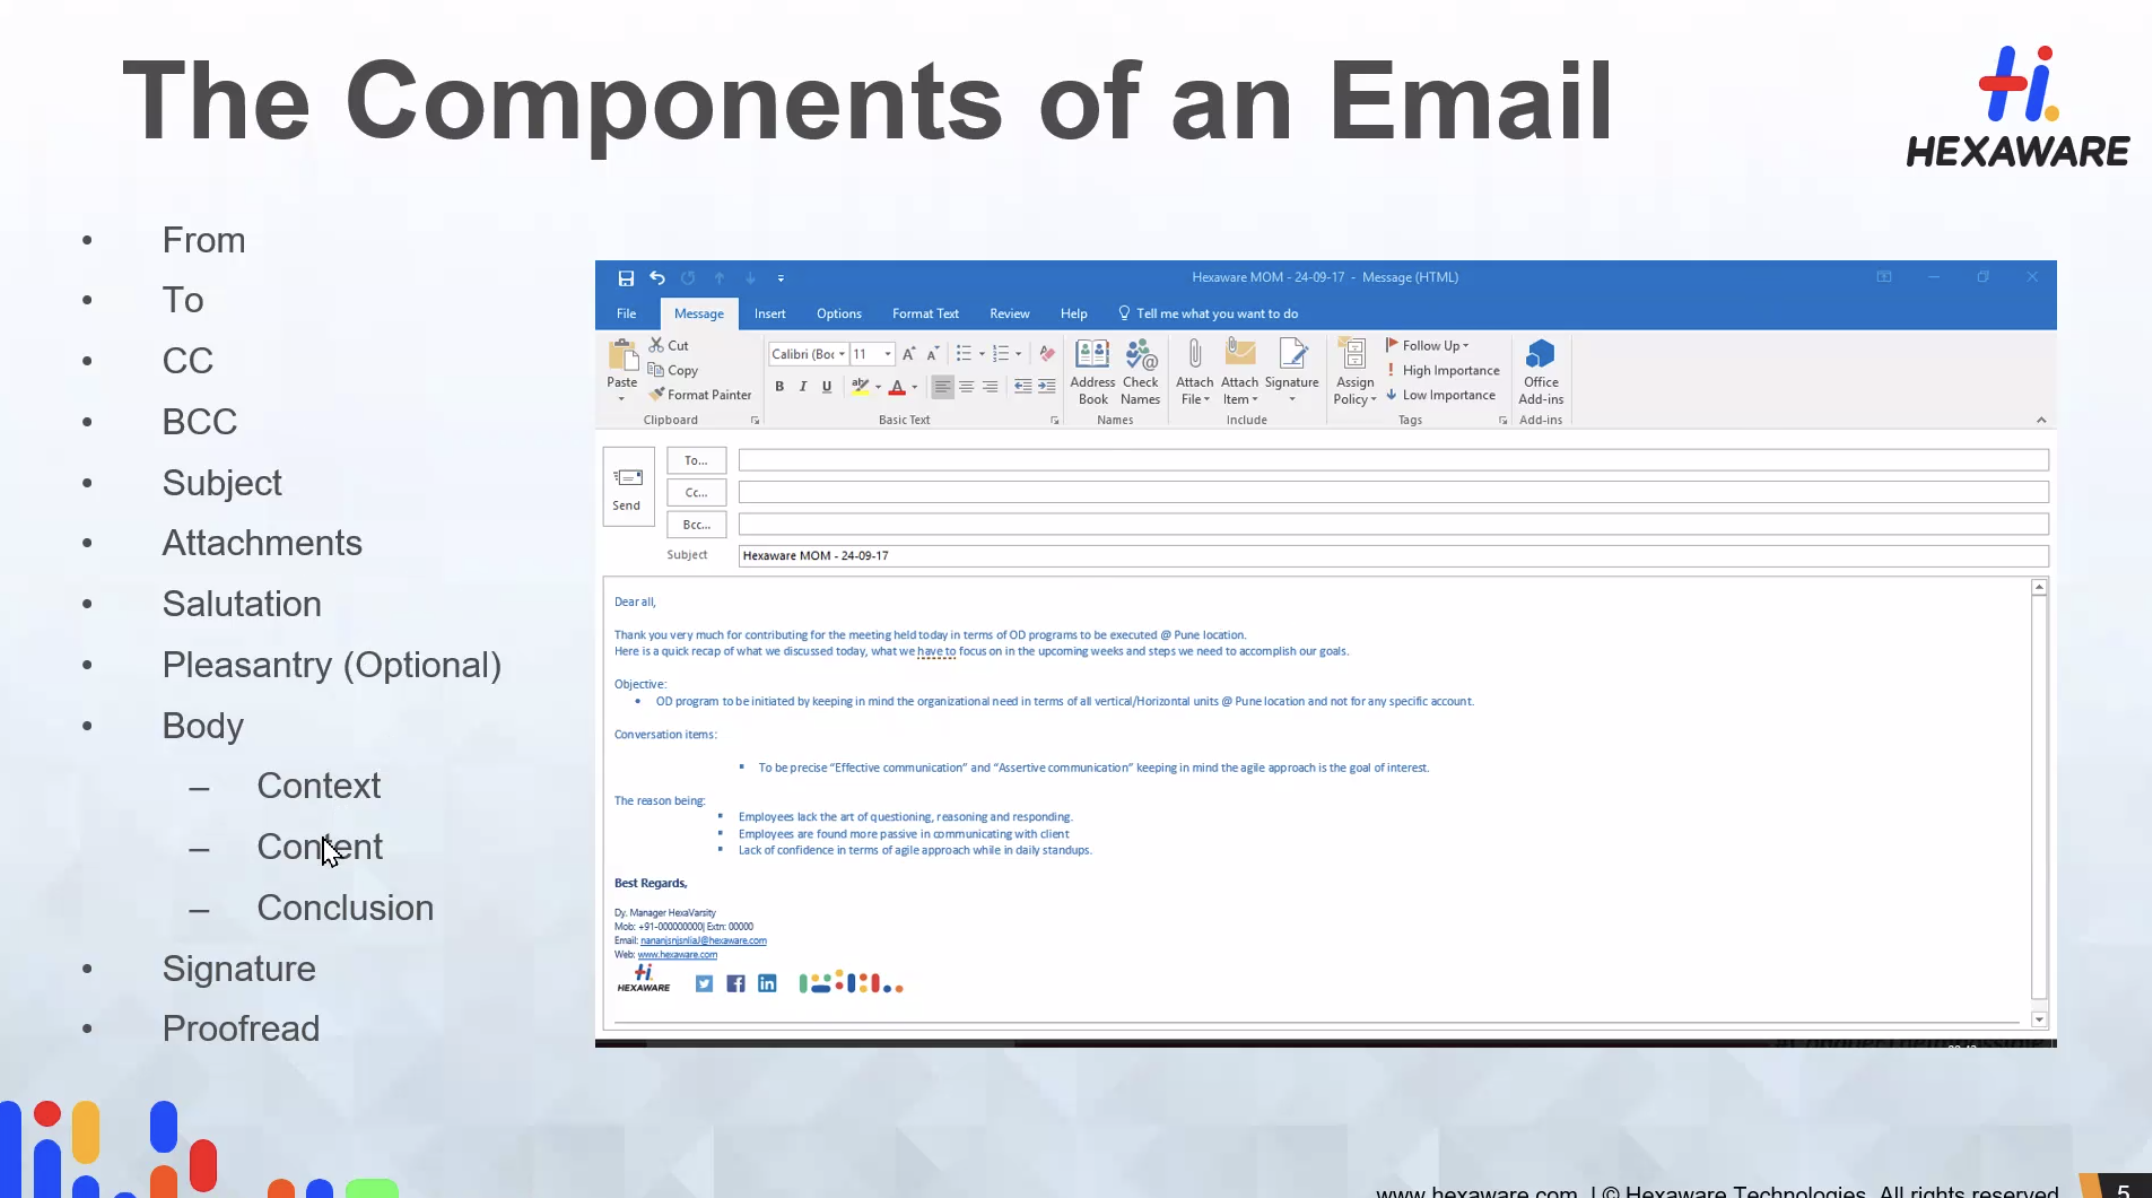 The Components of an Email
HEXAWARE
• From
• To
• CC
• BCC
• Subject
• Attachments
• Salutation
• Pleasantry (Optional)
• Body
– Context
– Content
– Conclusion
• Signature
• Proofread
Hexaware MOM - 24-09-17 - Message (HTML)
File Message Insert Options Format Text Review Help Tell me what you want to do
Paste
Cut
Copy
Format Painter
Clipboard
Calibri (Boc 11
B I U
Basic Text
Address Book
Check Names
Names
Attach File
Attach Item
Signature
Include
Assign Policy
Follow Up
High Importance
Low Importance
Tags
Office Add-ins
Add-ins
Send
To...
Cc...
Bcc...
Subject Hexaware MOM - 24-09-17
Dear all,
Thank you very much for contributing for the meeting held today in terms of OD programs to be executed @ Pune location.
Here is a quick recap of what we discussed today, what we have to focus on in the upcoming weeks and steps we need to accomplish our goals.
Objective:
• OD program to be initiated by keeping in mind the organizational need in terms of all vertical/Horizontal units @ Pune location and not for any specific account.
Conversation items:
▪ To be precise “Effective communication” and “Assertive communication” keeping in mind the agile approach is the goal of interest.
The reason being:
▪ Employees lack the art of questioning, reasoning and responding.
▪ Employees are found more passive in communicating with client
▪ Lack of confidence in terms of agile approach while in daily standups.
Best Regards,
Dy. Manager HexaVarsity
Mob: +91-000000000| Extn: 00000
Email: nananjsnjsnliaJ@hexaware.com
Web: www.hexaware.com
HEXAWARE
www.hexaware.com | © Hexaware Technologies. All rights reserved. 5